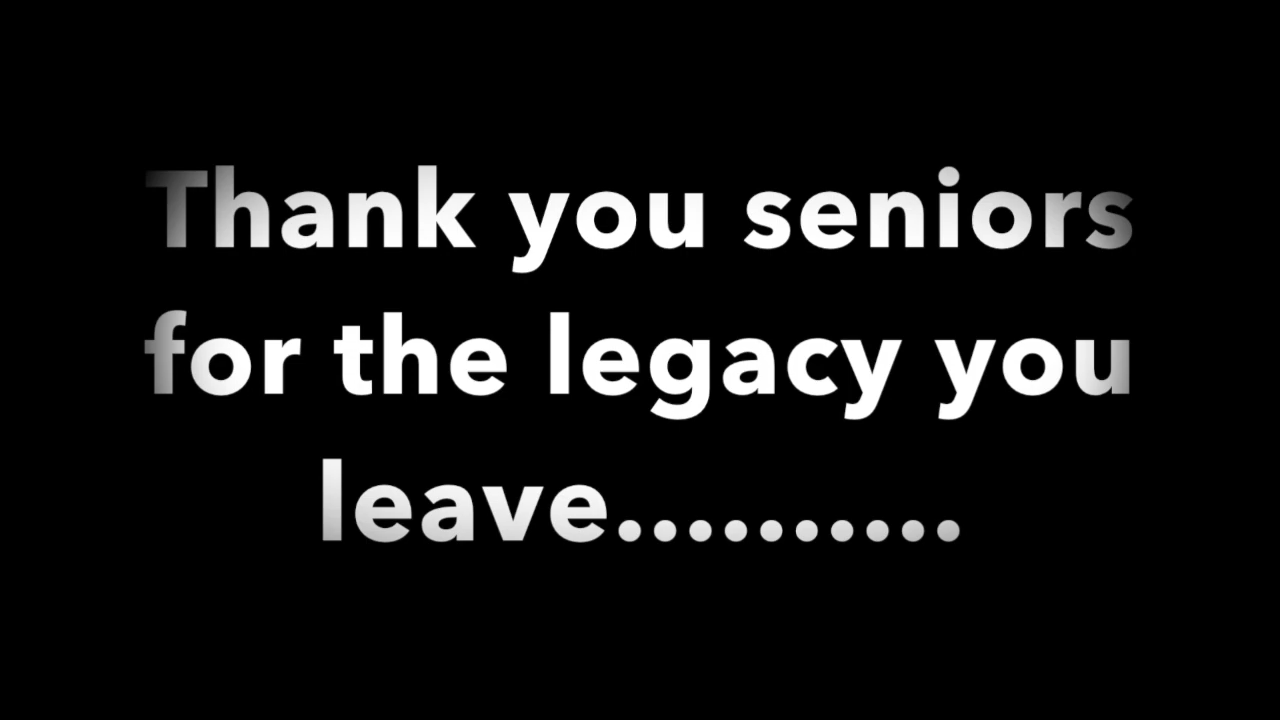 Thank you seniors
for the legacy you
leave..........